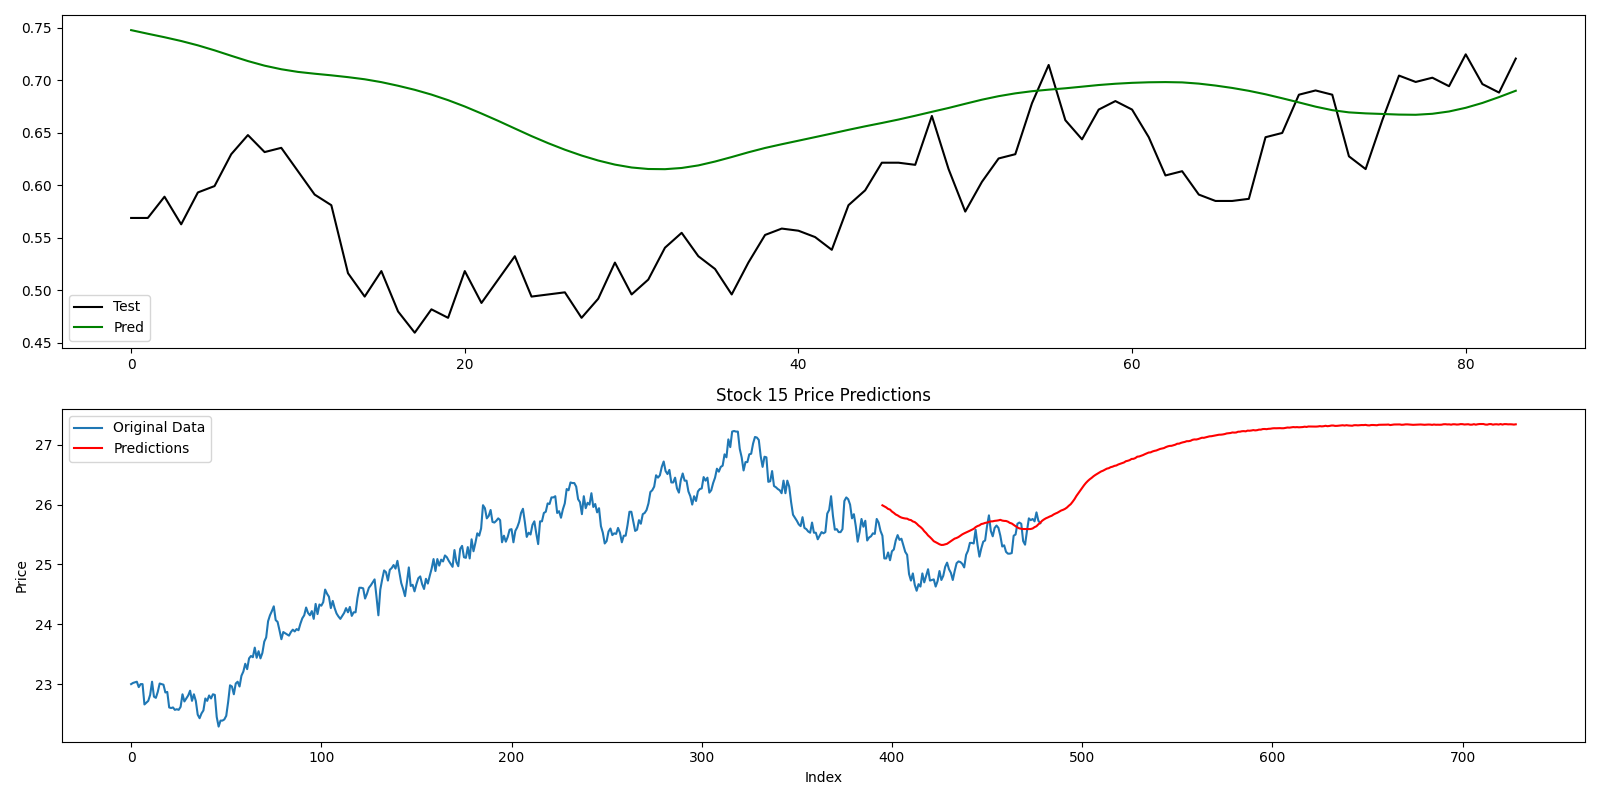 0.75
0.70
0.65
0.60
0.55
0.50
0.45
Test
Pred
0 20 40 60 80
Stock 15 Price Predictions
Original Data
Predictions
27
26
25
24
23
Price
0 100 200 300 400 500 600 700
Index